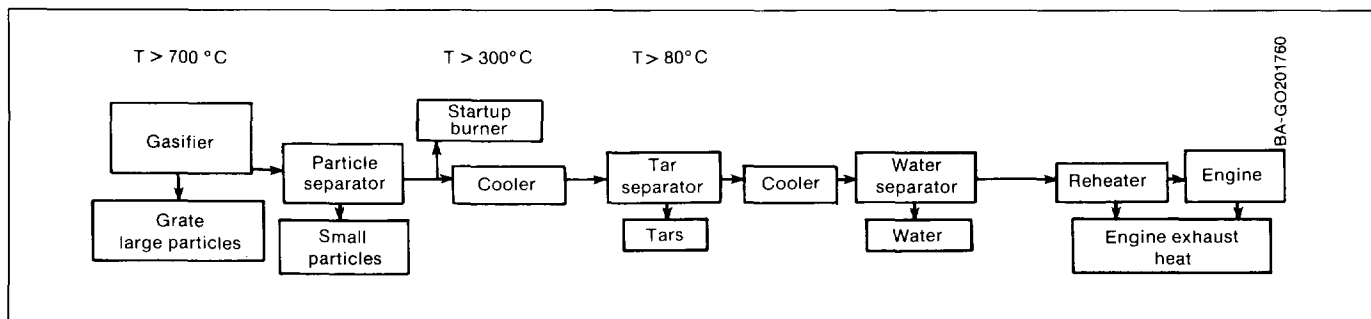 T > 700 °C
T > 300°C
T > 80°C
BA-GO201760
Gasifier
Grate
large particles
Particle
separator
Small
particles
Startup
burner
Cooler
Tar
separator
Tars
Cooler
Water
separator
Water
Reheater
Engine
Engine exhaust
heat